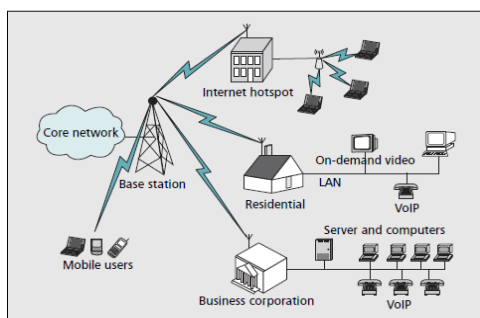 Internet hotspot
Core network
On-demand video
Base station
LAN
Residential
VoIP
Server and computers
Mobile users
Business corporation
VoIP